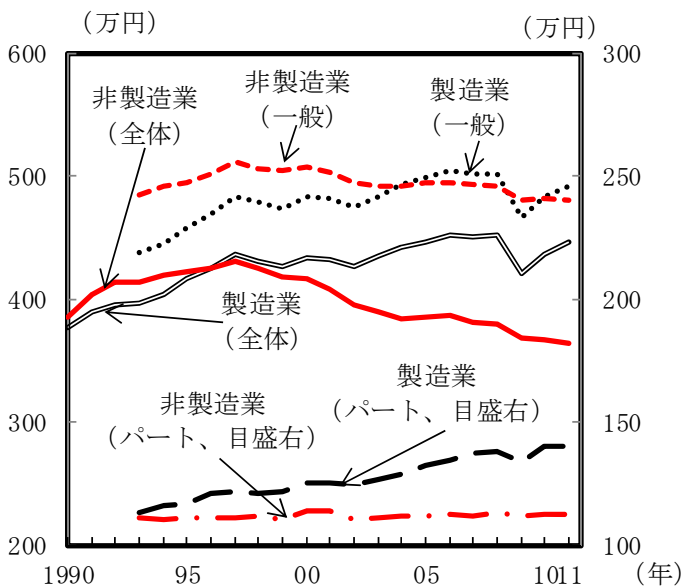 （万円）
（万円）
600
500
400
300
200
300
250
200
150
100
非製造業
（全体）
非製造業
（一般）
製造業
（一般）
製造業
（全体）
非製造業
（パート、目盛右）
製造業
（パート、目盛右）
1990 95 00 05 10 11 （年）